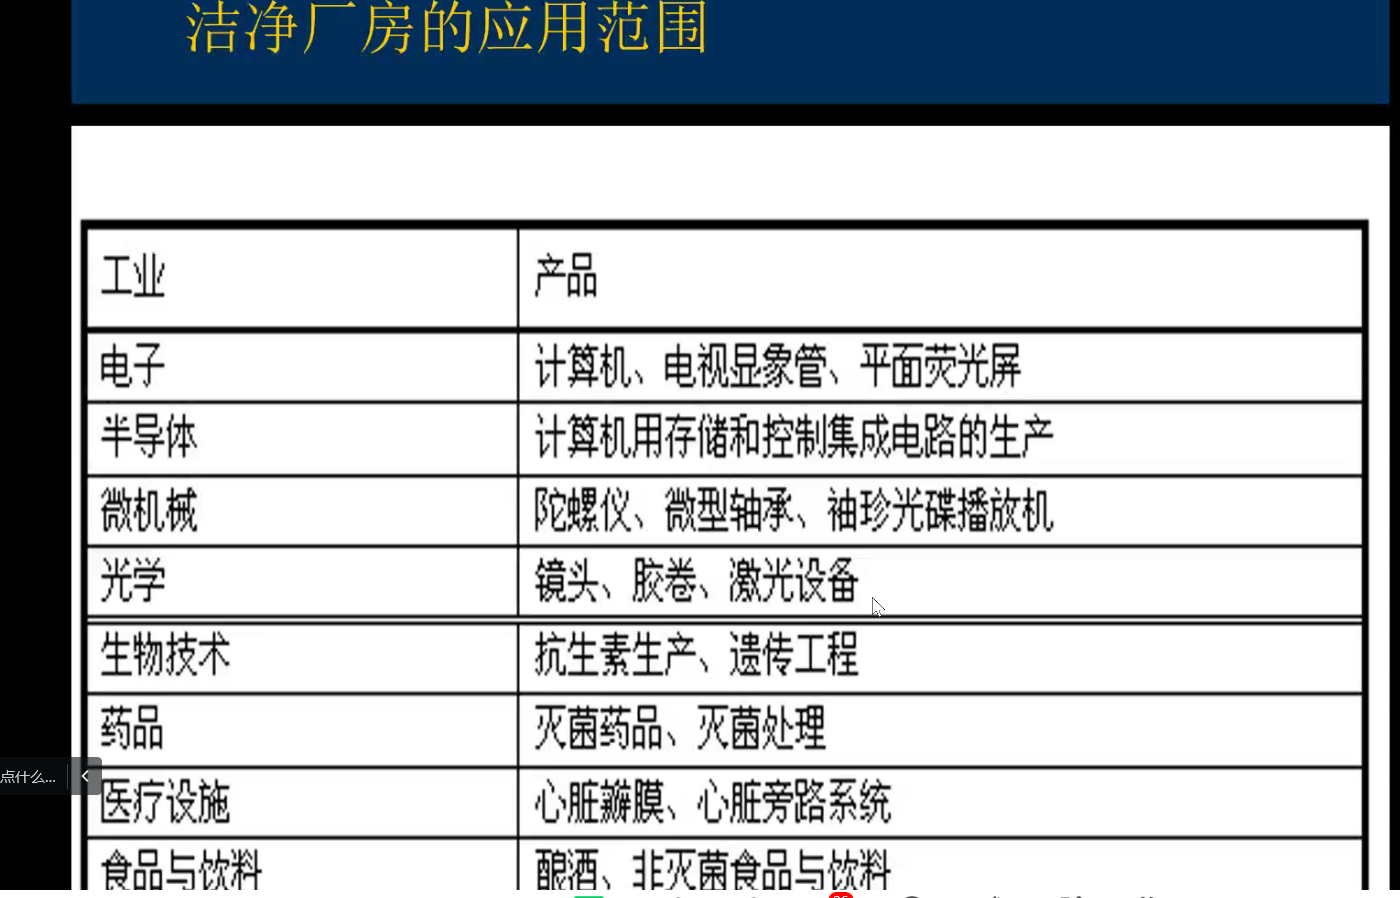 洁净厂房的应用范围
工业 产品
电子 计算机、电视显象管、平面荧光屏
半导体 计算机用存储和控制集成电路的生产
微机械 陀螺仪、微型轴承、袖珍光碟播放机
光学 镜头、胶卷、激光设备
生物技术 抗生素生产、遗传工程
药品 灭菌药品、灭菌处理
点什么...
医疗设施 心脏瓣膜、心脏旁路系统
食品与饮料 酿酒、非灭菌食品与饮料